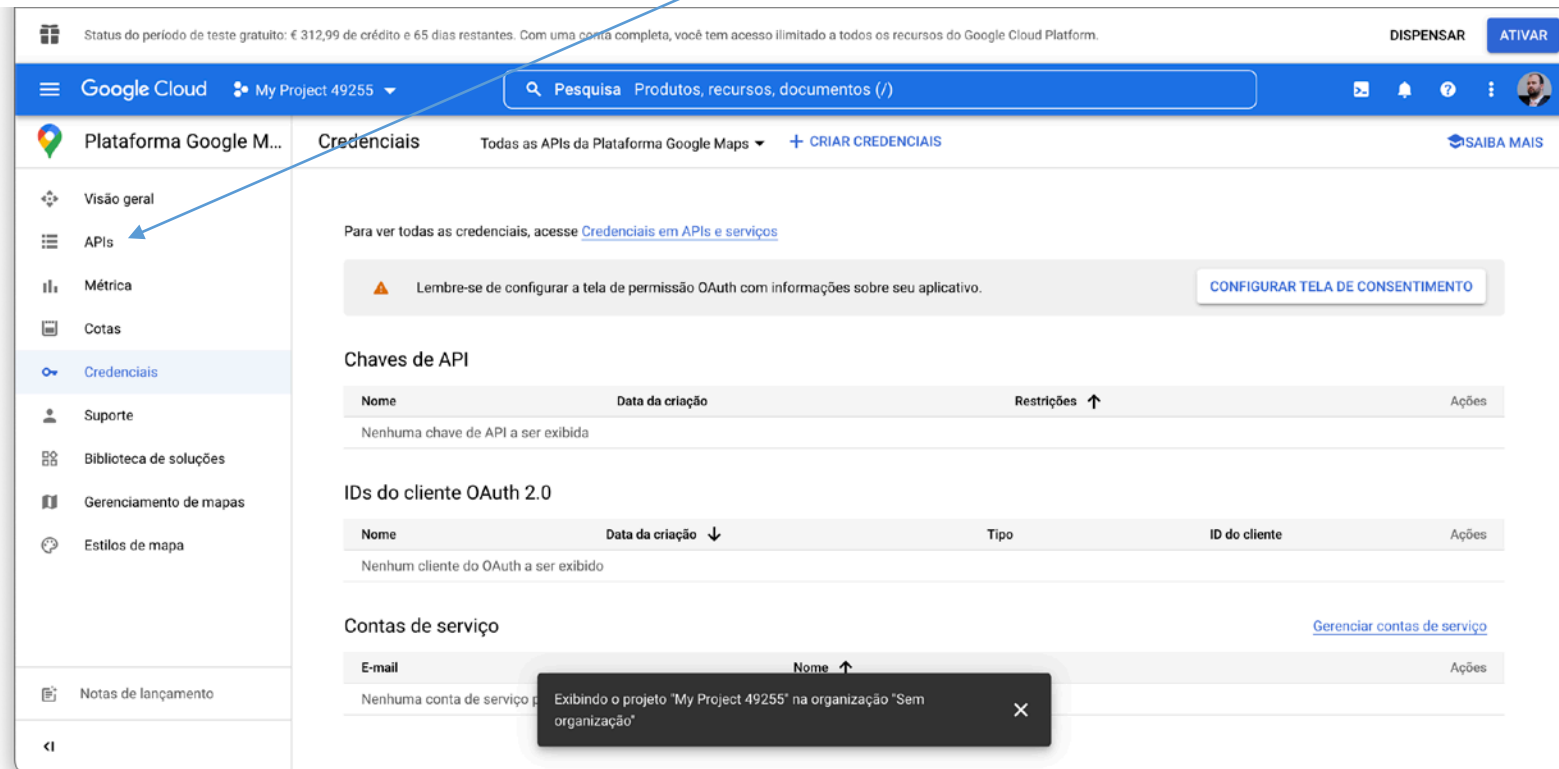 Status do período de teste gratuito: € 312,99 de crédito e 65 dias restantes. Com uma conta completa, você tem acesso ilimitado a todos os recursos do Google Cloud Platform.
DISPENSAR
ATIVAR
Google Cloud
My Project 49255
Pesquisa Produtos, recursos, documentos (/)
Plataforma Google M...
Credenciais
Todas as APIs da Plataforma Google Maps
+ CRIAR CREDENCIAIS
SAIBA MAIS
Visão geral
APIs
Métrica
Cotas
Credenciais
Suporte
Biblioteca de soluções
Gerenciamento de mapas
Estilos de mapa
Notas de lançamento
Para ver todas as credenciais, acesse Credenciais em APIs e serviços
Lembre-se de configurar a tela de permissão OAuth com informações sobre seu aplicativo.
CONFIGURAR TELA DE CONSENTIMENTO
Chaves de API
Nome Data da criação Restrições Ações
Nenhuma chave de API a ser exibida
IDs do cliente OAuth 2.0
Nome Data da criação Tipo ID do cliente Ações
Nenhum cliente do OAuth a ser exibido
Contas de serviço
Gerenciar contas de serviço
E-mail Nome Ações
Nenhuma conta de serviço
Exibindo o projeto "My Project 49255" na organização "Sem
organização"